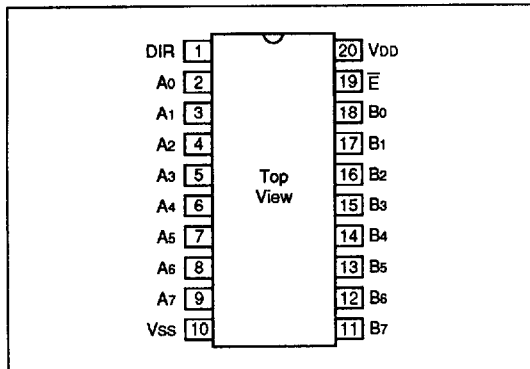 DIR 1 20 VDD
A0 2 19 E̅
A1 3 18 B0
A2 4 17 B1
A3 5 16 B2
A4 6 15 B3
A5 7 14 B4
A6 8 13 B5
A7 9 12 B6
VSS 10 11 B7
Top
View